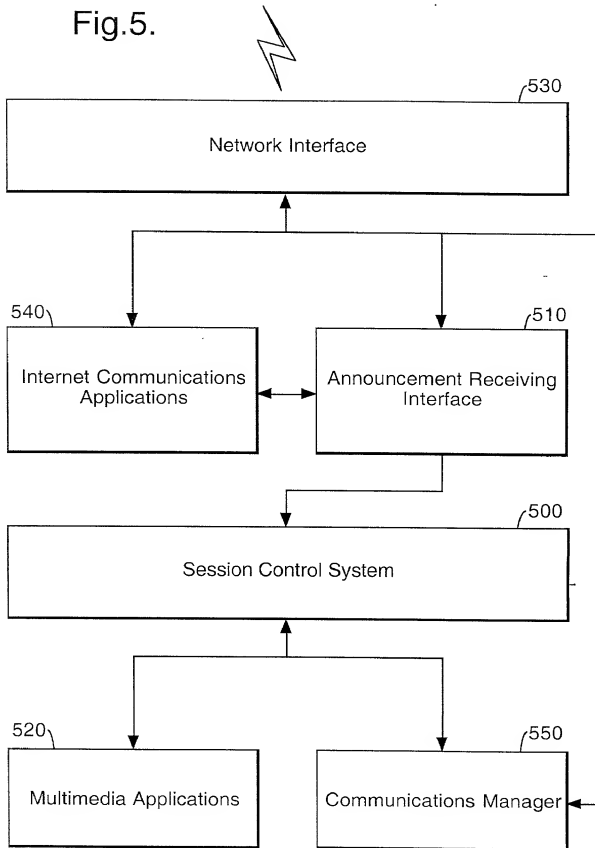 Fig.5.
530
Network Interface
540
510
Internet Communications
Applications
Announcement Receiving
Interface
500
Session Control System
520
550
Multimedia Applications
Communications Manager